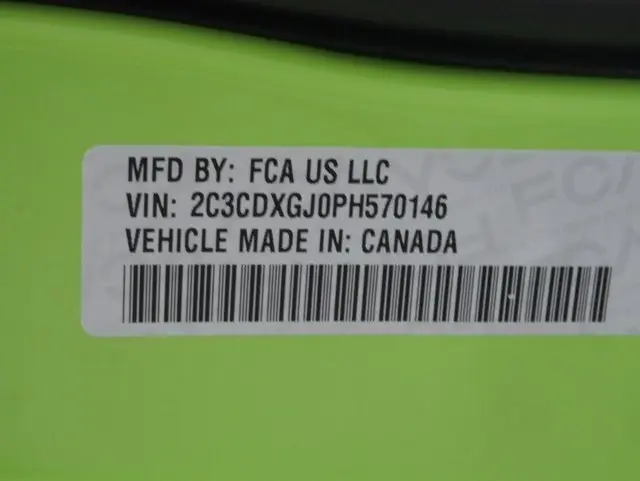 MFD BY: FCA US LLC
VIN: 2C3CDXGJ0PH570146
VEHICLE MADE IN: CANADA